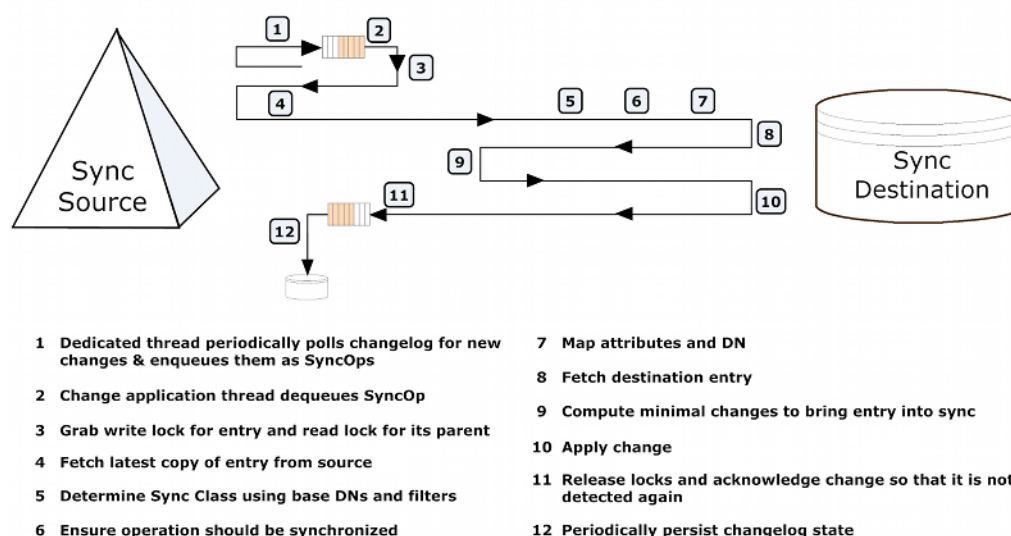 1
2
3
4
5
6
7
8
9
10
11
12
Sync
Source
Sync
Destination
1 Dedicated thread periodically polls changelog for new
changes & enqueues them as SyncOps
2 Change application thread dequeues SyncOp
3 Grab write lock for entry and read lock for its parent
4 Fetch latest copy of entry from source
5 Determine Sync Class using base DNs and filters
6 Ensure operation should be synchronized
7 Map attributes and DN
8 Fetch destination entry
9 Compute minimal changes to bring entry into sync
10 Apply change
11 Release locks and acknowledge change so that it is not
detected again
12 Periodically persist changelog state